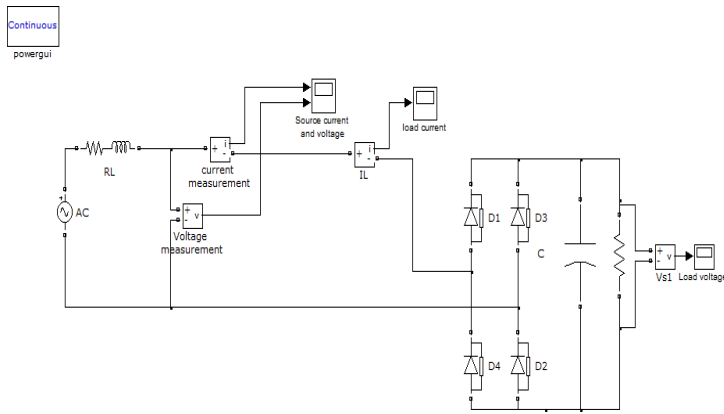 Continuous
powergui
Source current
and voltage
load current
RL
current
measurement
IL
AC
Voltage
measurement
D1
D3
C
Vs1
Load voltage
D4
D2